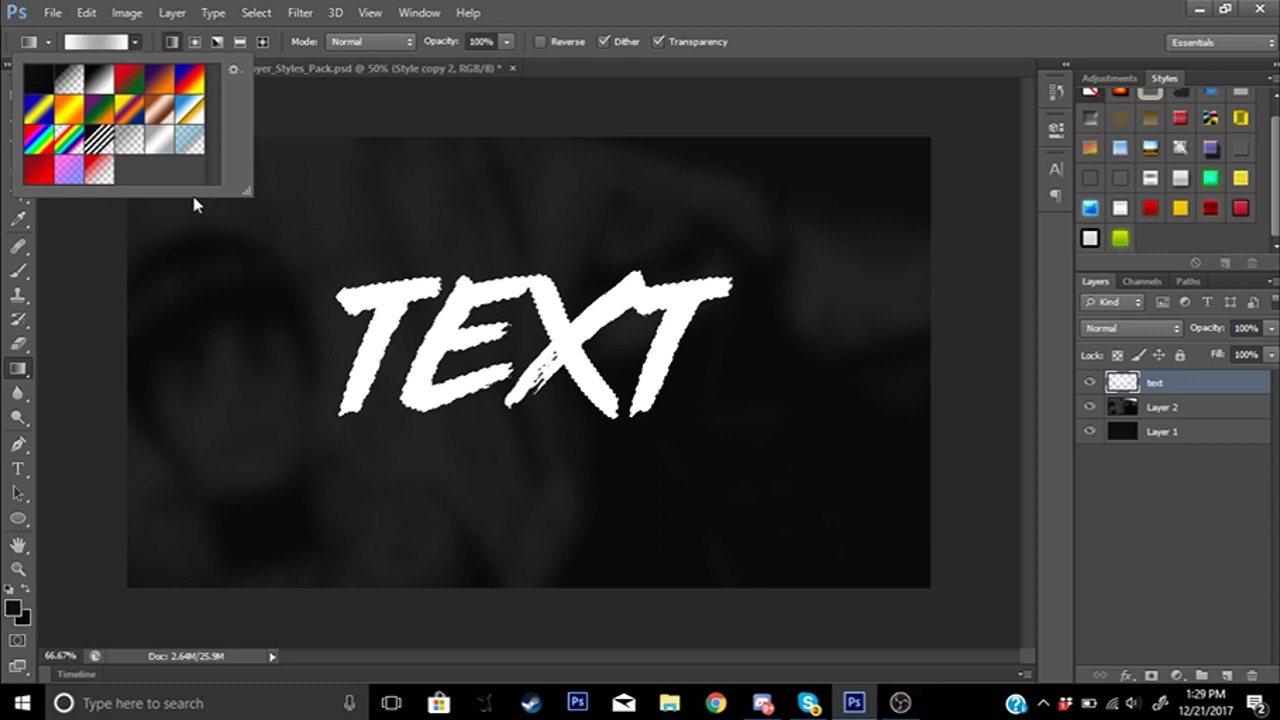 Ps File Edit Image Layer Type Select Filter 3D View Window Help
Mode: Normal Opacity: 100% Reverse Dither Transparency Essentials
yer_Styles_Pack.psd @ 50% (Style copy 2, RGB/8) * ×
Adjustments Styles
TEXT
Layers Channels Paths
Kind
Normal Opacity: 100%
Lock: Fill: 100%
text
Layer 2
Layer 1
66.67% Doc: 2.64M/25.9M
Timeline
Type here to search
Ps
Ps
1:29 PM
12/21/2017
2